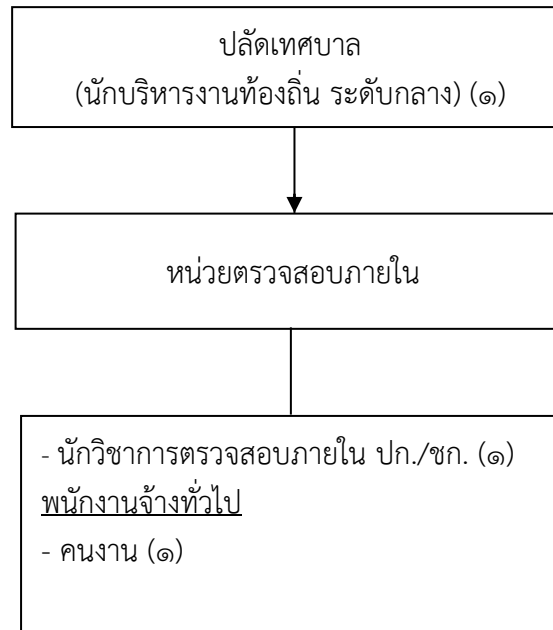 ปลัดเทศบาล
(นักบริหารงานท้องถิ่น ระดับกลาง) (๑)
หน่วยตรวจสอบภายใน
- นักวิชาการตรวจสอบภายใน ปก./ชก. (๑)
พนักงานจ้างทั่วไป
- คนงาน (๑)